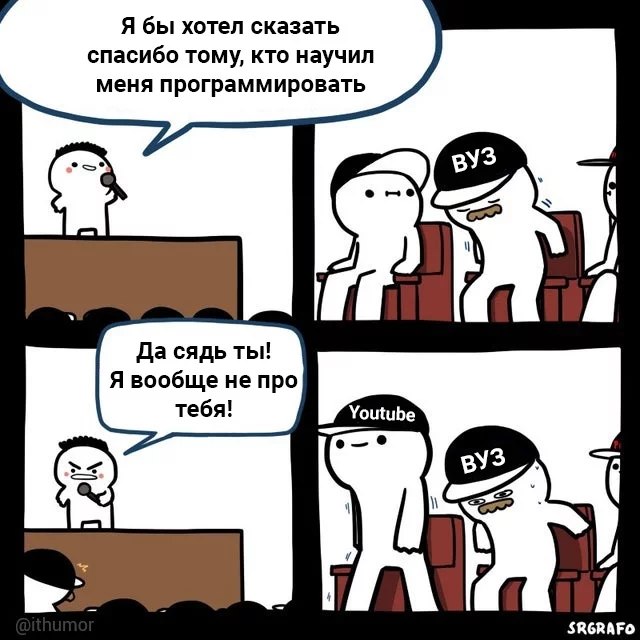 Я бы хотел сказать
спасибо тому, кто научил
меня программировать
ВУЗ
Да сядь ты!
Я вообще не про
тебя!
Youtube
ВУЗ
@ithumor
SRGRAFO